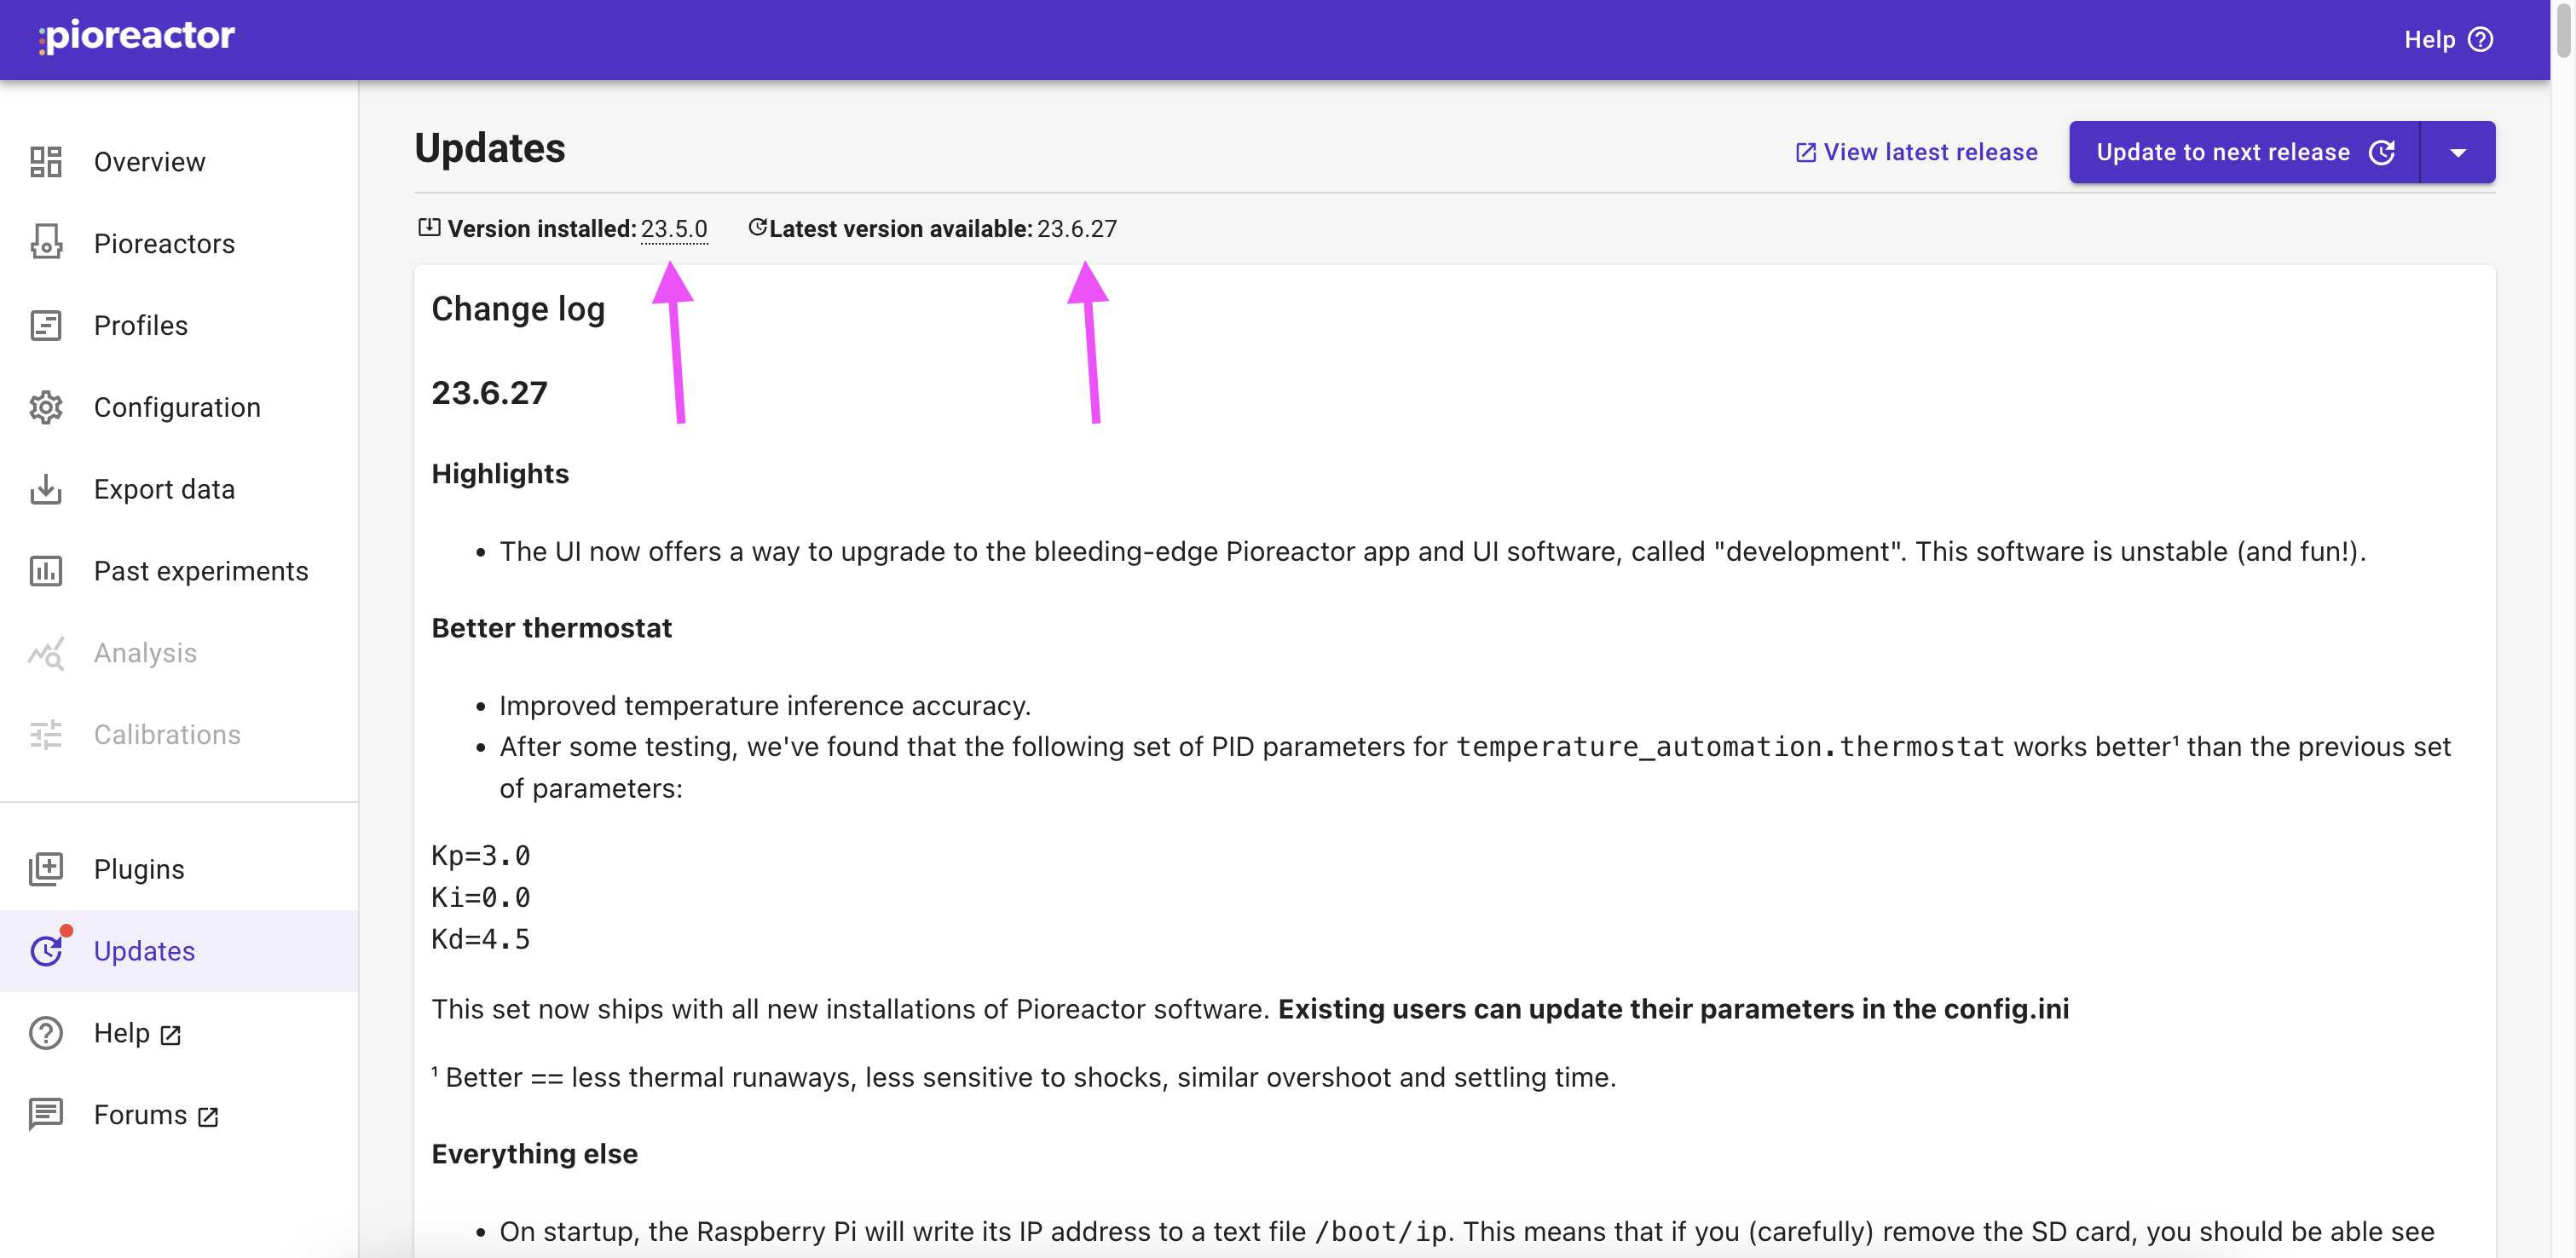 pioreactor
Help
Overview
Pioreactors
Profiles
Configuration
Export data
Past experiments
Analysis
Calibrations
Plugins
Updates
Help
Forums
Updates
View latest release
Update to next release
Version installed: 23.5.0
Latest version available: 23.6.27
Change log
23.6.27
Highlights
• The UI now offers a way to upgrade to the bleeding-edge Pioreactor app and UI software, called "development". This software is unstable (and fun!).
Better thermostat
• Improved temperature inference accuracy.
• After some testing, we've found that the following set of PID parameters for temperature_automation.thermostat works better¹ than the previous set
of parameters:
Kp=3.0
Ki=0.0
Kd=4.5
This set now ships with all new installations of Pioreactor software. Existing users can update their parameters in the config.ini
¹ Better == less thermal runaways, less sensitive to shocks, similar overshoot and settling time.
Everything else
• On startup, the Raspberry Pi will write its IP address to a text file /boot/ip. This means that if you (carefully) remove the SD card, you should be able see